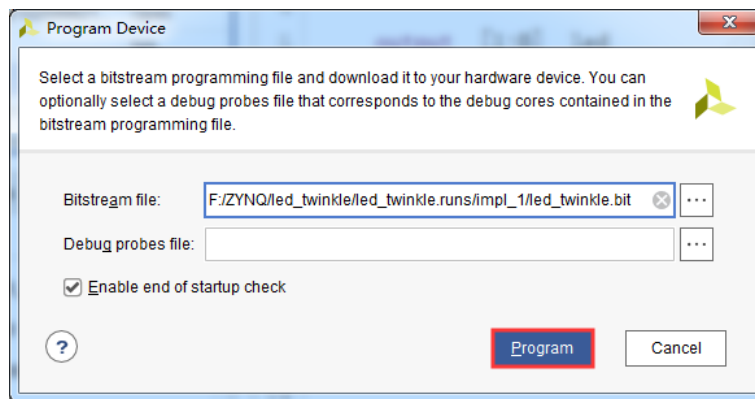 Program Device
Select a bitstream programming file and download it to your hardware device. You can
optionally select a debug probes file that corresponds to the debug cores contained in the
bitstream programming file.
Bitstream file: F:/ZYNQ/led_twinkle/led_twinkle.runs/impl_1/led_twinkle.bit ...
Debug probes file: ...
Enable end of startup check
? Program Cancel